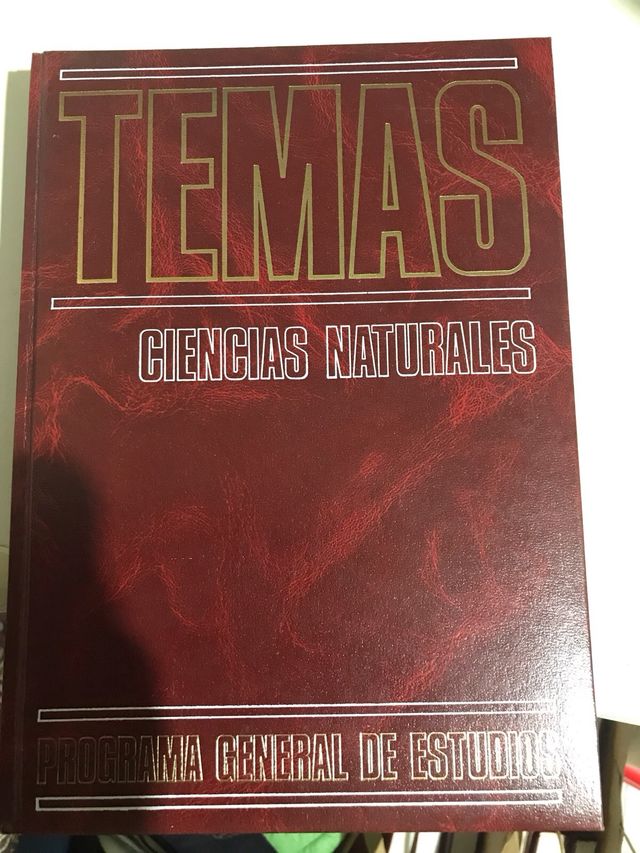 TEMAS
CIENCIAS NATURALES
PROGRAMA GENERAL DE ESTUDIOS